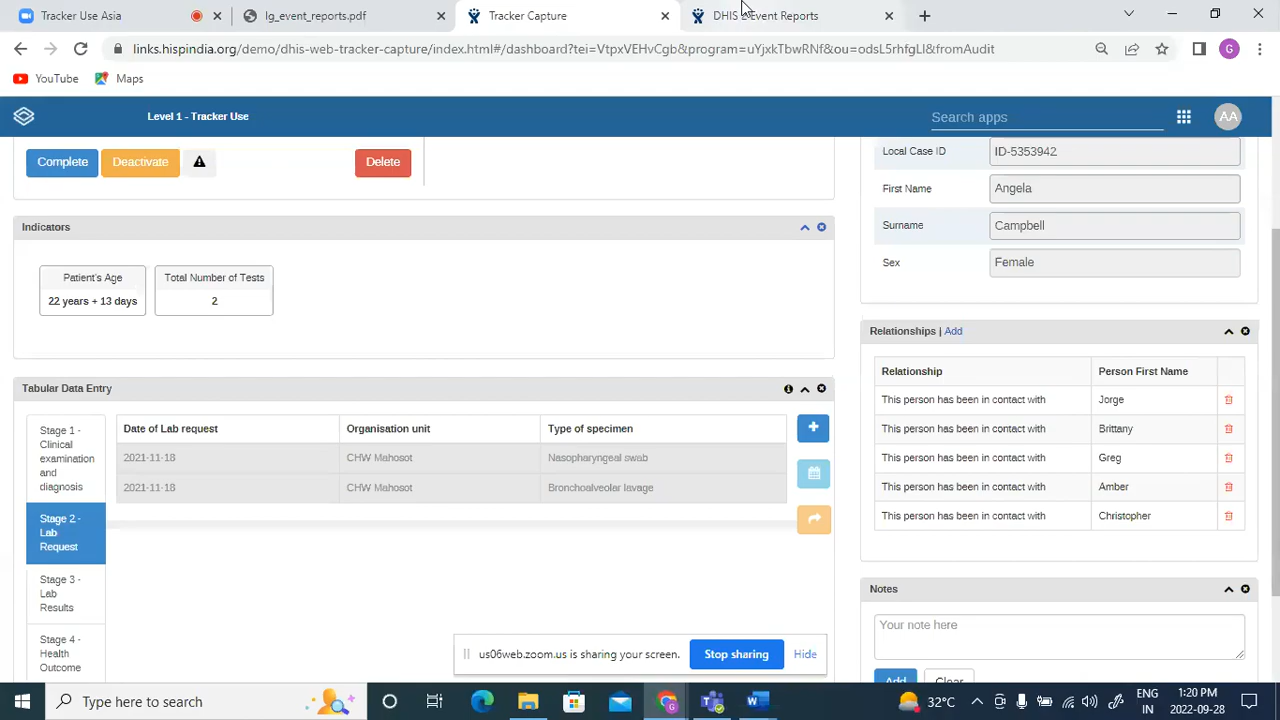 Tracker Use Asia
lg_event_reports.pdf
Tracker Capture
DHIS 2 Event Reports
links.hispindia.org/demo/dhis-web-tracker-capture/index.html#/dashboard?tei=VtpxVEHvCgb&program=uYjxkTbwRNf&ou=odsL5rhfgLI&fromAudit
G
YouTube
Maps
Level 1 - Tracker Use
Search apps
AA
Complete
Deactivate
Delete
Local Case ID
ID-5353942
First Name
Angela
Surname
Campbell
Sex
Female
Indicators
Patient's Age
22 years + 13 days
Total Number of Tests
2
Relationships | Add
Relationship
Person First Name
This person has been in contact with
Jorge
This person has been in contact with
Brittany
This person has been in contact with
Greg
This person has been in contact with
Amber
This person has been in contact with
Christopher
Tabular Data Entry
Stage 1 -
Clinical
examination
and
diagnosis
Stage 2 -
Lab
Request
Stage 3 -
Lab
Results
Stage 4 -
Health
Outcome
Date of Lab request
Organisation unit
Type of specimen
2021-11-18
CHW Mahosot
Nasopharyngeal swab
2021-11-18
CHW Mahosot
Bronchoalveolar lavage
Notes
Your note here
Add
Clear
us06web.zoom.us is sharing your screen.
Stop sharing
Hide
Type here to search
32°C
ENG
IN
1:20 PM
2022-09-28